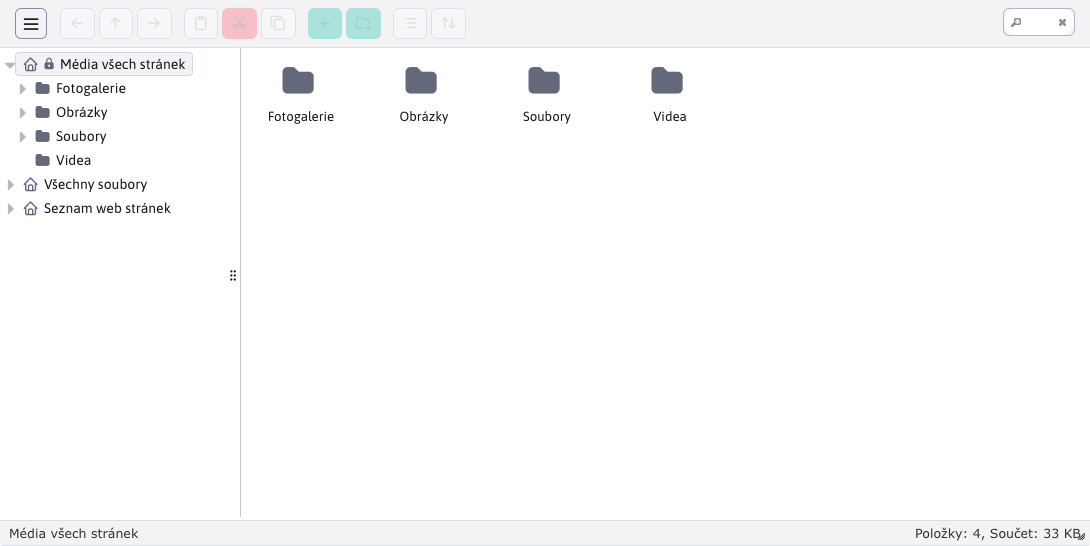 Média všech stránek
Fotogalerie
Obrázky
Soubory
Videa
Všechny soubory
Seznam web stránek
Fotogalerie
Obrázky
Soubory
Videa
Média všech stránek
Položky: 4, Součet: 33 KB